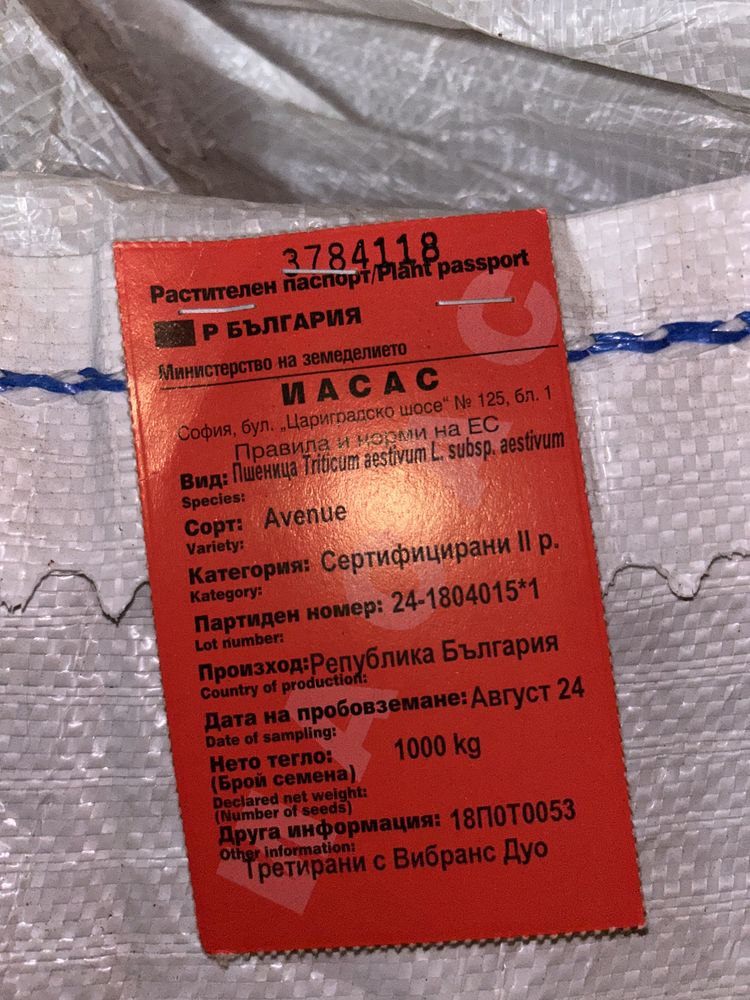 3784118
Растителен паспорт/Plant passport
Р БЪЛГАРИЯ
Министерство на земеделието
ИАСАС
София, бул. „Цариградско шосе" № 125, бл. 1
Правила и норми на ЕС
Вид: Пшеница Triticum aestivum L. subsp. aestivum
Species:
Сорт: Avenue
Variety:
Категория: Сертифицирани II р.
Kategory:
Партиден номер: 24-1804015*1
Lot number:
Произход: Република България
Country of production:
Дата на пробовземане: Август 24
Date of sampling:
Нето тегло: 1000 kg
(Брой семена)
Declared net weight:
(Number of seeds)
Друга информация: 18П0Т0053
Other information:
Третирани с Вибранс Дуо
ИАСАС